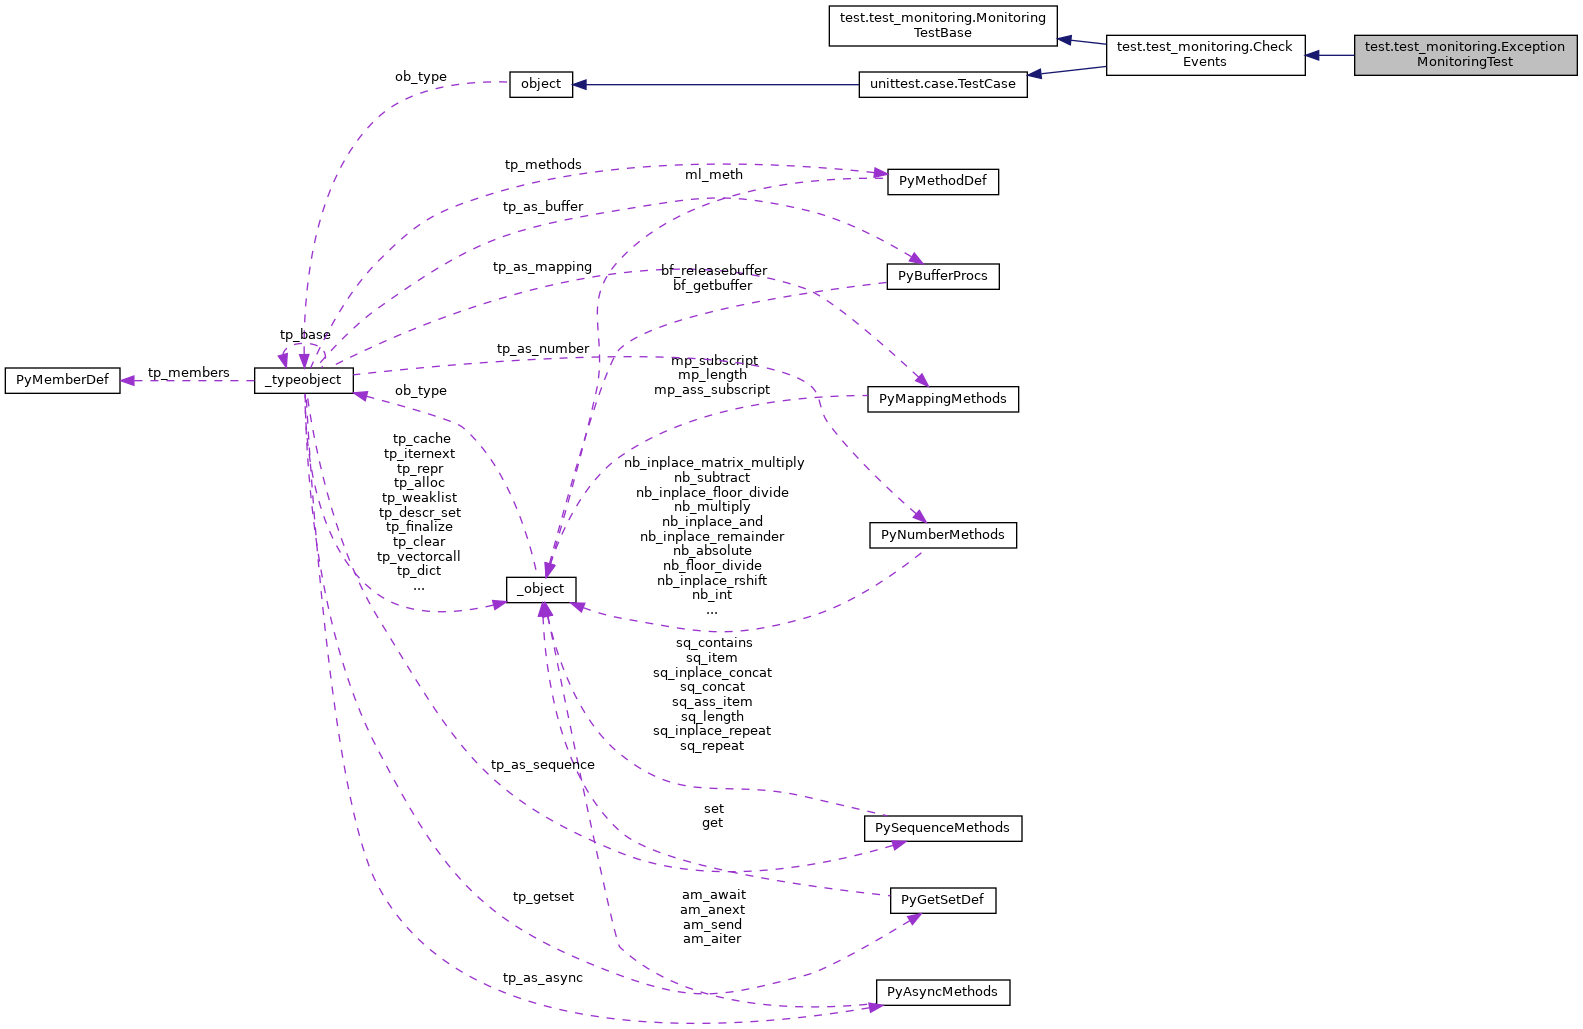 test.test_monitoring.Monitoring
TestBase
test.test_monitoring.Check
Events
test.test_monitoring.Exception
MonitoringTest
ob_type
object
unittest.case.TestCase
tp_methods
ml_meth
PyMethodDef
tp_as_buffer
tp_as_mapping
bf_releasebuffer
bf_getbuffer
PyBufferProcs
tp_base
tp_as_number
mp_subscript
mp_length
mp_ass_subscript
PyMemberDef
tp_members
_typeobject
ob_type
PyMappingMethods
tp_cache
tp_iternext
tp_repr
tp_alloc
tp_weaklist
tp_descr_set
tp_finalize
tp_clear
tp_vectorcall
tp_dict
...
nb_inplace_matrix_multiply
nb_subtract
nb_inplace_floor_divide
nb_multiply
nb_inplace_and
nb_inplace_remainder
nb_absolute
nb_floor_divide
nb_inplace_rshift
nb_int
...
PyNumberMethods
_object
sq_contains
sq_item
sq_inplace_concat
sq_concat
sq_ass_item
sq_length
sq_inplace_repeat
sq_repeat
tp_as_sequence
set
get
PySequenceMethods
tp_getset
am_await
am_anext
am_send
am_aiter
PyGetSetDef
tp_as_async
PyAsyncMethods